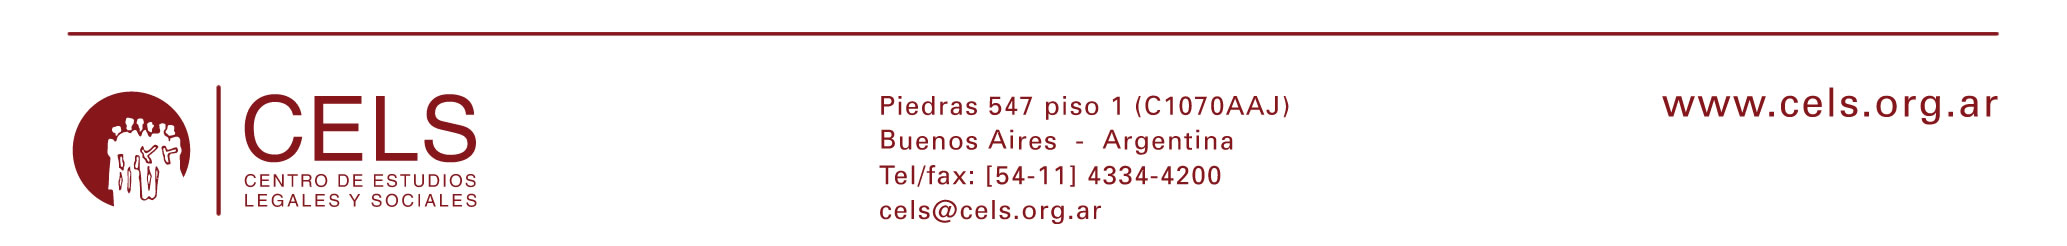 CELS
CENTRO DE ESTUDIOS
LEGALES Y SOCIALES
Piedras 547 piso 1 (C1070AAJ)
Buenos Aires - Argentina
Tel/fax: [54-11] 4334-4200
cels@cels.org.ar
www.cels.org.ar